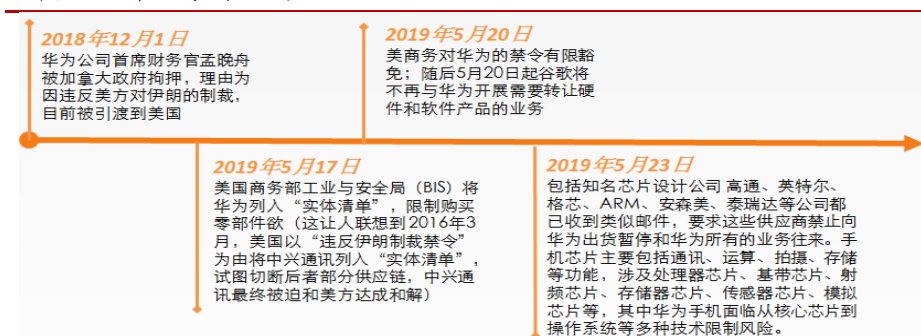 2018年12月1日
华为公司首席财务官孟晚舟
被加拿大政府拘押，理由为
因违反美方对伊朗的制裁，
目前被引渡到美国
2019年5月20日
美商务对华为的禁令有限豁
免；随后5月20日起谷歌将
不再与华为开展需要转让硬
件和软件产品的业务
2019年5月17日
美国商务部工业与安全局（BIS）将
华为列入“实体清单”，限制购买
零部件欲（这让人联想到2016年3
月，美国以“违反伊朗制裁禁令”
为由将中兴通讯列入“实体清单”，
试图切断后者部分供应链，中兴通
讯最终被迫和美方达成和解）
2019年5月23日
包括知名芯片设计公司 高通、英特尔、
格芯、ARM、安森美、泰瑞达等公司都
已收到类似邮件，要求这些供应商禁止向
华为出货暂停和华为所有的业务往来。手
机芯片主要包括通讯、运算、拍摄、存储
等功能，涉及处理器芯片、基带芯片、射
频芯片、存储器芯片、传感器芯片、模拟
芯片等，其中华为手机面临从核心芯片到
操作系统等多种技术限制风险。